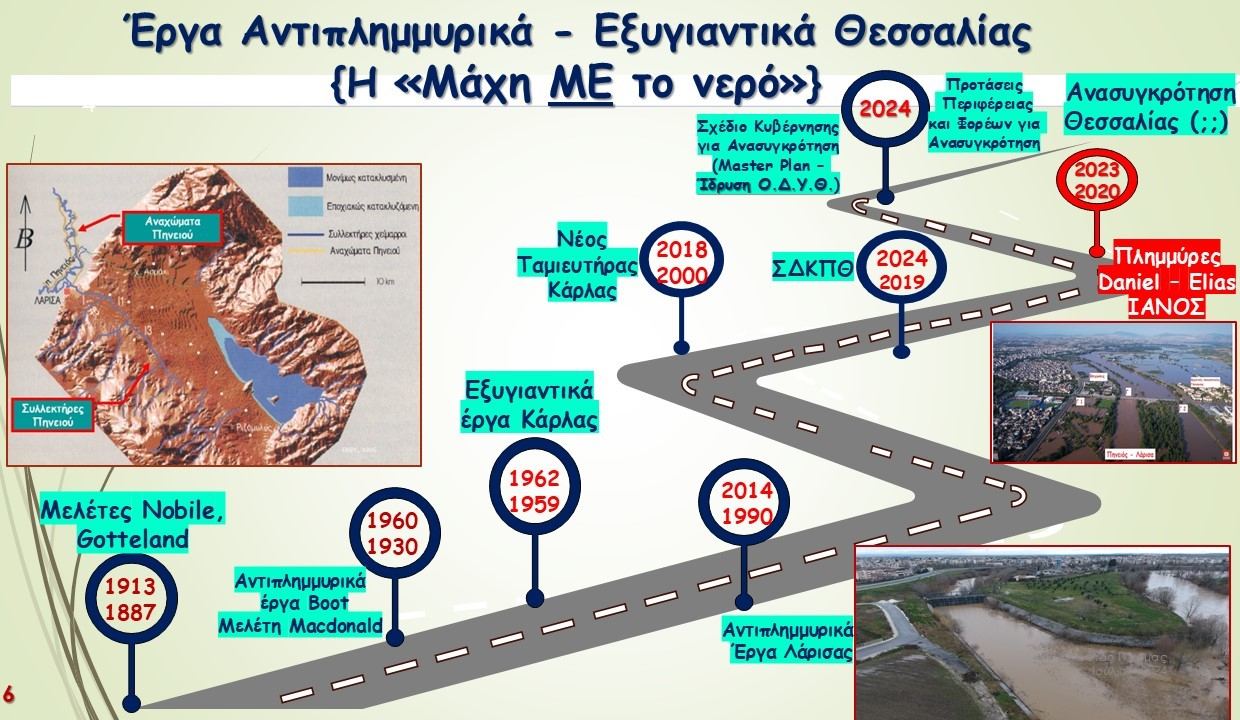 Έργα Αντιπλημμυρικά - Εξυγιαντικά Θεσσαλίας
{Η «Μάχη ΜΕ το νερό»}
2024
Προτάσεις
Περιφέρειας
και Φορέων για
Ανασυγκρότηση
Ανασυγκρότηση
Θεσσαλίας (;;)
Σχέδιο Κυβέρνησης
για Ανασυγκρότηση
(Master Plan –
Ίδρυση Ο.Δ.Υ.Θ.)
2023
2020
Πλημμύρες
Daniel – Elias
ΙΑΝΟΣ
Νέος
Ταμιευτήρας
Κάρλας
2018
2000
ΣΔΚΠΘ
2024
2019
Μονίμως κατακλυσμένη
Εποχιακώς κατακλυζόμενη
Συλλεκτήρες χείμαρροι
Αναχώματα Πηνειού
10 km
Αναχώματα
Πηνειού
Β
π. Πηνειός
ΛΑΡΙΣΑ
χ. Ασμάκι
Συλλεκτήρες
Πηνειού
Ριζόμυλος
Εξυγιαντικά
έργα Κάρλας
1962
1959
Πηνειός - Λάρισα
Μελέτες Nobile,
Gotteland
1913
1887
1960
1930
Αντιπλημμυρικά
έργα Boot
Μελέτη Macdonald
2014
1990
Αντιπλημμυρικά
Έργα Λάρισας
6